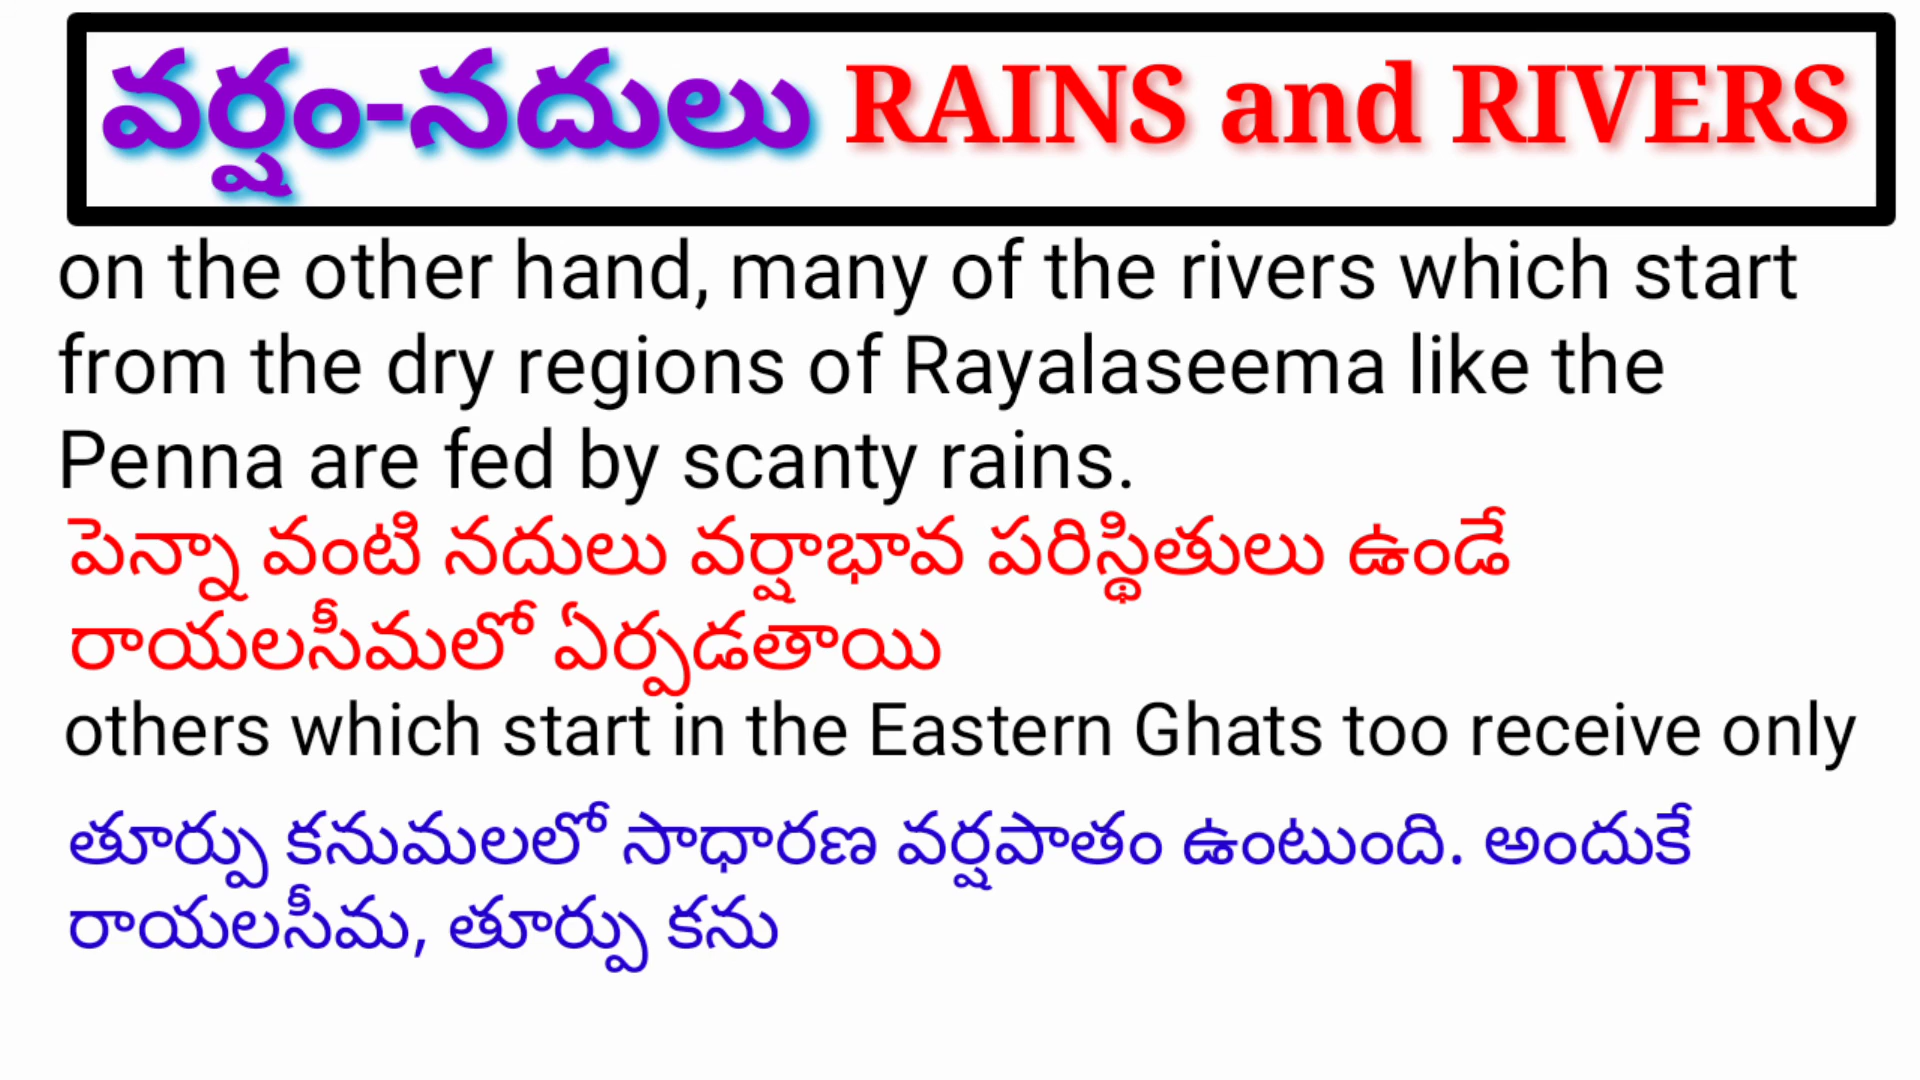 వర్షం-నదులు RAINS and RIVERS
on the other hand, many of the rivers which start
from the dry regions of Rayalaseema like the
Penna are fed by scanty rains.
పెన్నా వంటి నదులు వర్షాభావ పరిస్థితులు ఉండే
రాయలసీమలో ఏర్పడతాయి
others which start in the Eastern Ghats too receive only
తూర్పు కనుమలలో సాధారణ వర్షపాతం ఉంటుంది. అందుకే
రాయలసీమ, తూర్పు కను